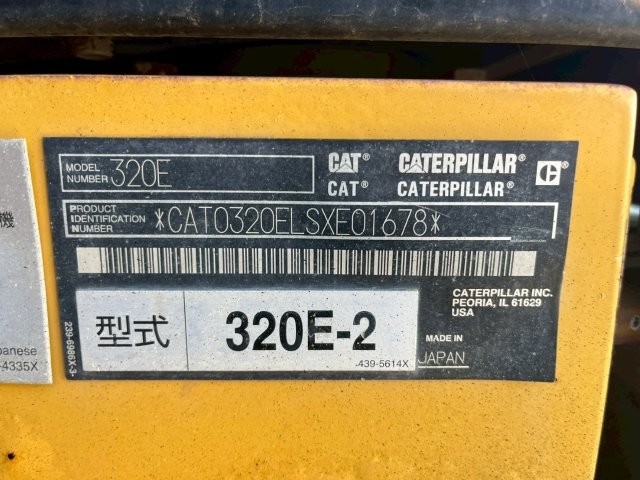 機
MODEL NUMBER 320E
CAT® CATERPILLAR® C®
CAT® CATERPILLAR®
PRODUCT IDENTIFICATION NUMBER *CAT0320ELSXE01678*
CATERPILLAR INC.
PEORIA, IL 61629
USA
型式 320E-2
439-5614X
MADE IN
JAPAN
239-6986X-3
panese
-4335X